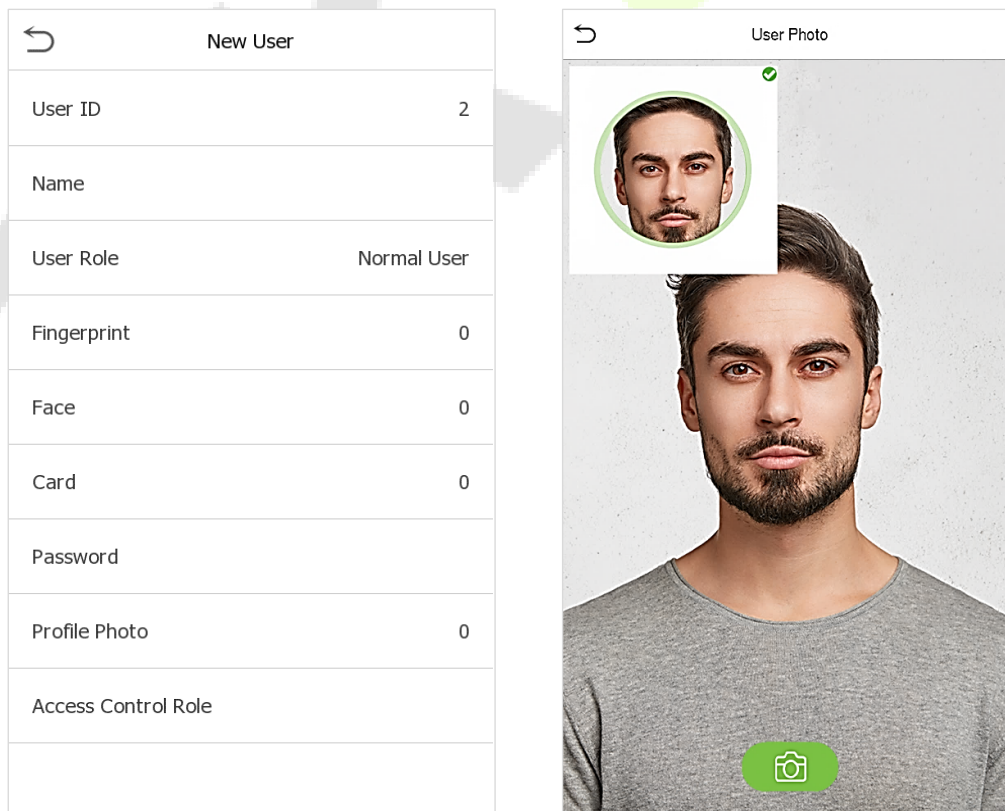 New User
User ID 2
Name
User Role Normal User
Fingerprint 0
Face 0
Card 0
Password
Profile Photo 0
Access Control Role
User Photo